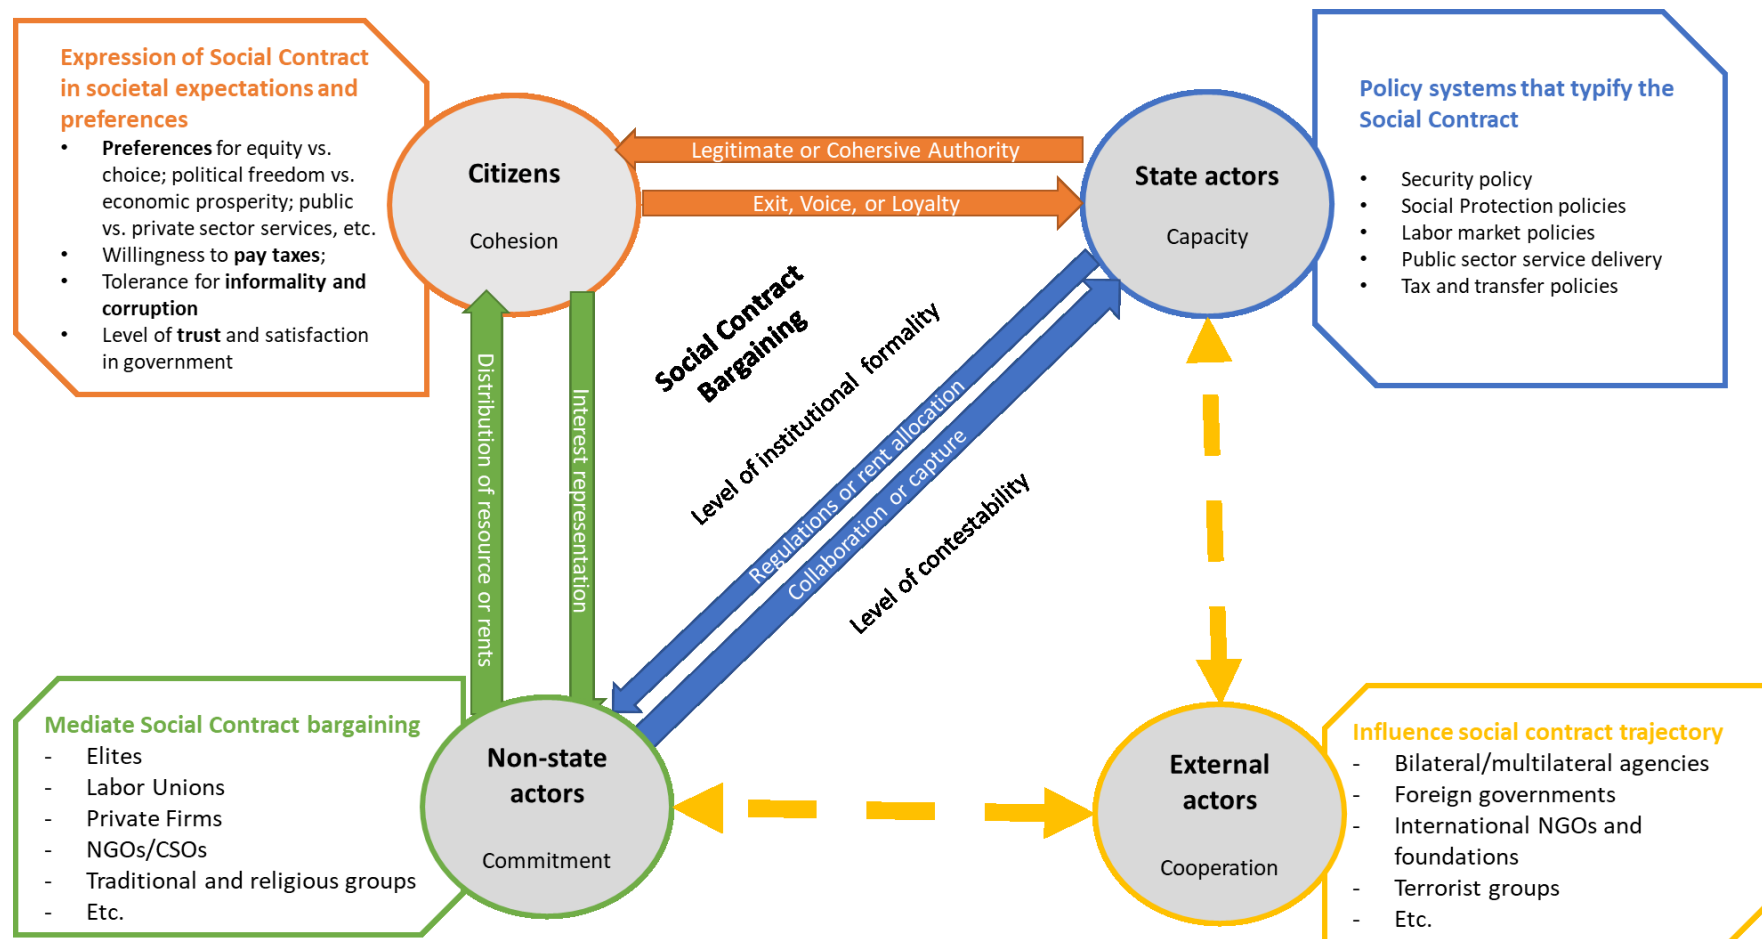 Expression of Social Contract
in societal expectations and
preferences
• Preferences for equity vs.
choice; political freedom vs.
economic prosperity; public
vs. private sector services, etc.
• Willingness to pay taxes;
• Tolerance for informality and
corruption
• Level of trust and satisfaction
in government
Citizens
Cohesion
Legitimate or Cohersive Authority
Exit, Voice, or Loyalty
State actors
Capacity
Policy systems that typify the
Social Contract
• Security policy
• Social Protection policies
• Labor market policies
• Public sector service delivery
• Tax and transfer policies
Social Contract
Bargaining
Level of institutional formality
Regulations or rent allocation
Collaboration or capture
Level of contestability
Distribution of resource or rents
Interest representation
Mediate Social Contract bargaining
- Elites
- Labor Unions
- Private Firms
- NGOs/CSOs
- Traditional and religious groups
- Etc.
Non-state
actors
Commitment
External
actors
Cooperation
Influence social contract trajectory
- Bilateral/multilateral agencies
- Foreign governments
- International NGOs and
foundations
- Terrorist groups
- Etc.